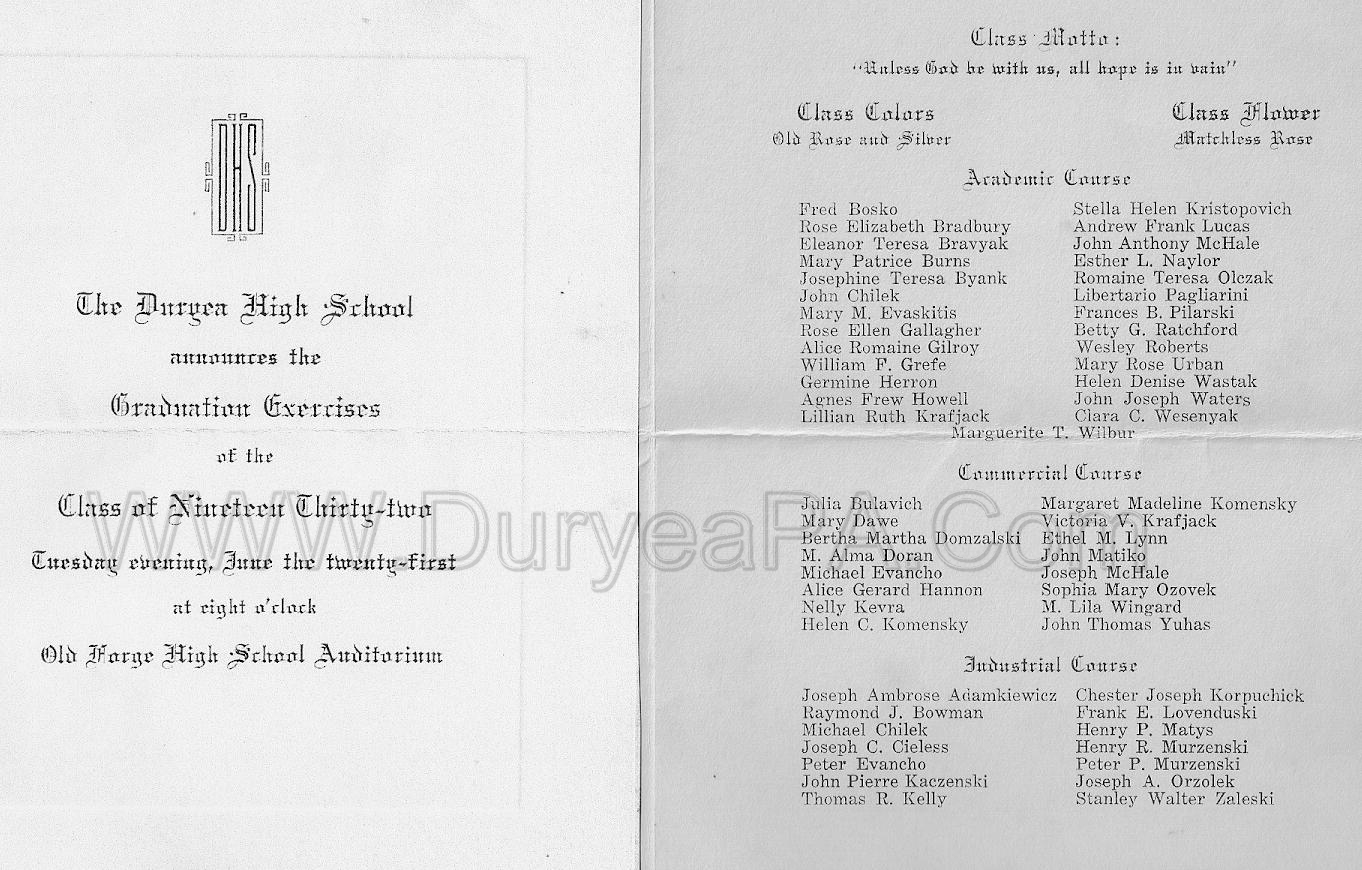 DHS
The Duryea High School
announces the
Graduation Exercises
of the
Class of Nineteen Thirty-two
Tuesday evening, June the twenty-first
at eight o'clock
Old Forge High School Auditorium
Class Motto:
"Unless God be with us, all hope is in vain"
Class Colors
Old Rose and Silver
Class Flower
Matchless Rose
Academic Course
Fred Bosko
Rose Elizabeth Bradbury
Eleanor Teresa Bravyak
Mary Patrice Burns
Josephine Teresa Byank
John Chilek
Mary M. Evaskitis
Rose Ellen Gallagher
Alice Romaine Gilroy
William F. Grefe
Germine Herron
Agnes Frew Howell
Lillian Ruth Krafjack
Stella Helen Kristopovich
Andrew Frank Lucas
John Anthony McHale
Esther L. Naylor
Romaine Teresa Olczak
Libertario Pagliarini
Frances B. Pilarski
Betty G. Ratchford
Wesley Roberts
Mary Rose Urban
Helen Denise Wastak
John Joseph Waters
Clara C. Wesenyak
Marguerite T. Wilbur
Commercial Course
Julia Bulavich
Mary Dawe
Bertha Martha Domzalski
M. Alma Doran
Michael Evancho
Alice Gerard Hannon
Nelly Kevra
Helen C. Komensky
Margaret Madeline Komensky
Victoria V. Krafjack
Ethel M. Lynn
John Matiko
Joseph McHale
Sophia Mary Ozovek
M. Lila Wingard
John Thomas Yuhas
Industrial Course
Joseph Ambrose Adamkiewicz
Raymond J. Bowman
Michael Chilek
Joseph C. Cieless
Peter Evancho
John Pierre Kaczenski
Thomas R. Kelly
Chester Joseph Korpuchick
Frank E. Lovenduski
Henry P. Matys
Henry R. Murzenski
Peter P. Murzenski
Joseph A. Orzolek
Stanley Walter Zaleski
WWW.DuryeaPA.Com